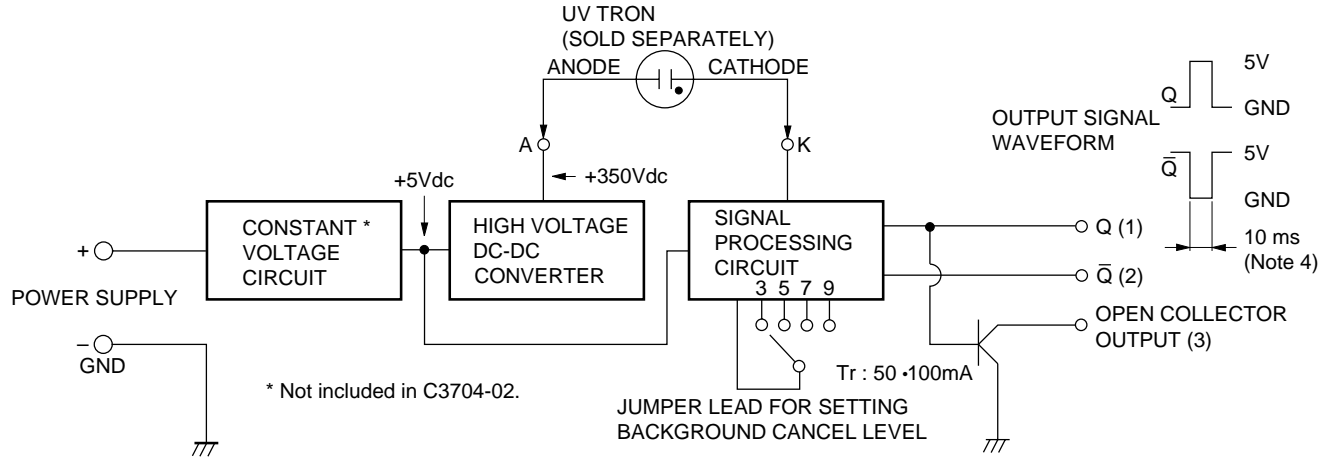 UV TRON
(SOLD SEPARATELY)
ANODE
CATHODE
A
K
+350Vdc
+5Vdc
CONSTANT *
VOLTAGE
CIRCUIT
HIGH VOLTAGE
DC-DC
CONVERTER
SIGNAL
PROCESSING
CIRCUIT
3 5 7 9
+
POWER SUPPLY
–
GND
* Not included in C3704-02.
JUMPER LEAD FOR SETTING
BACKGROUND CANCEL LEVEL
Tr : 50 •100mA
Q (1)
Q̅ (2)
OPEN COLLECTOR
OUTPUT (3)
OUTPUT SIGNAL
WAVEFORM
Q
5V
GND
Q̅
5V
GND
10 ms
(Note 4)